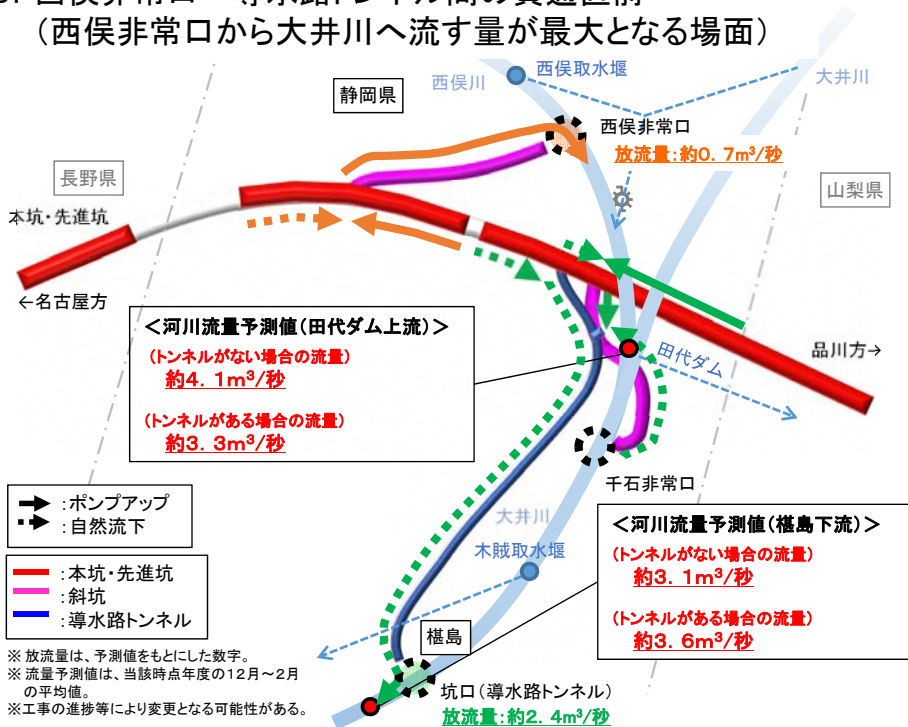 (西俣非常口から大井川へ流す量が最大となる場面)
西俣川
西俣取水堰
大井川
静岡県
西俣非常口
放流量:約0.7m³/秒
長野県
山梨県
本坑・先進坑
←名古屋方
<河川流量予測値(田代ダム上流)>
(トンネルがない場合の流量)
約4.1m³/秒
(トンネルがある場合の流量)
約3.3m³/秒
田代ダム
品川方→
千石非常口
:ポンプアップ
:自然流下
大井川
木賊取水堰
<河川流量予測値(椹島下流)>
(トンネルがない場合の流量)
約3.1m³/秒
(トンネルがある場合の流量)
約3.6m³/秒
:本坑・先進坑
:斜坑
:導水路トンネル
椹島
※ 放流量は、予測値をもとにした数字。
※ 流量予測値は、当該時点年度の12月~2月
の平均値。
※工事の進捗等により変更となる可能性がある。
坑口(導水路トンネル)
放流量:約2.4m³/秒